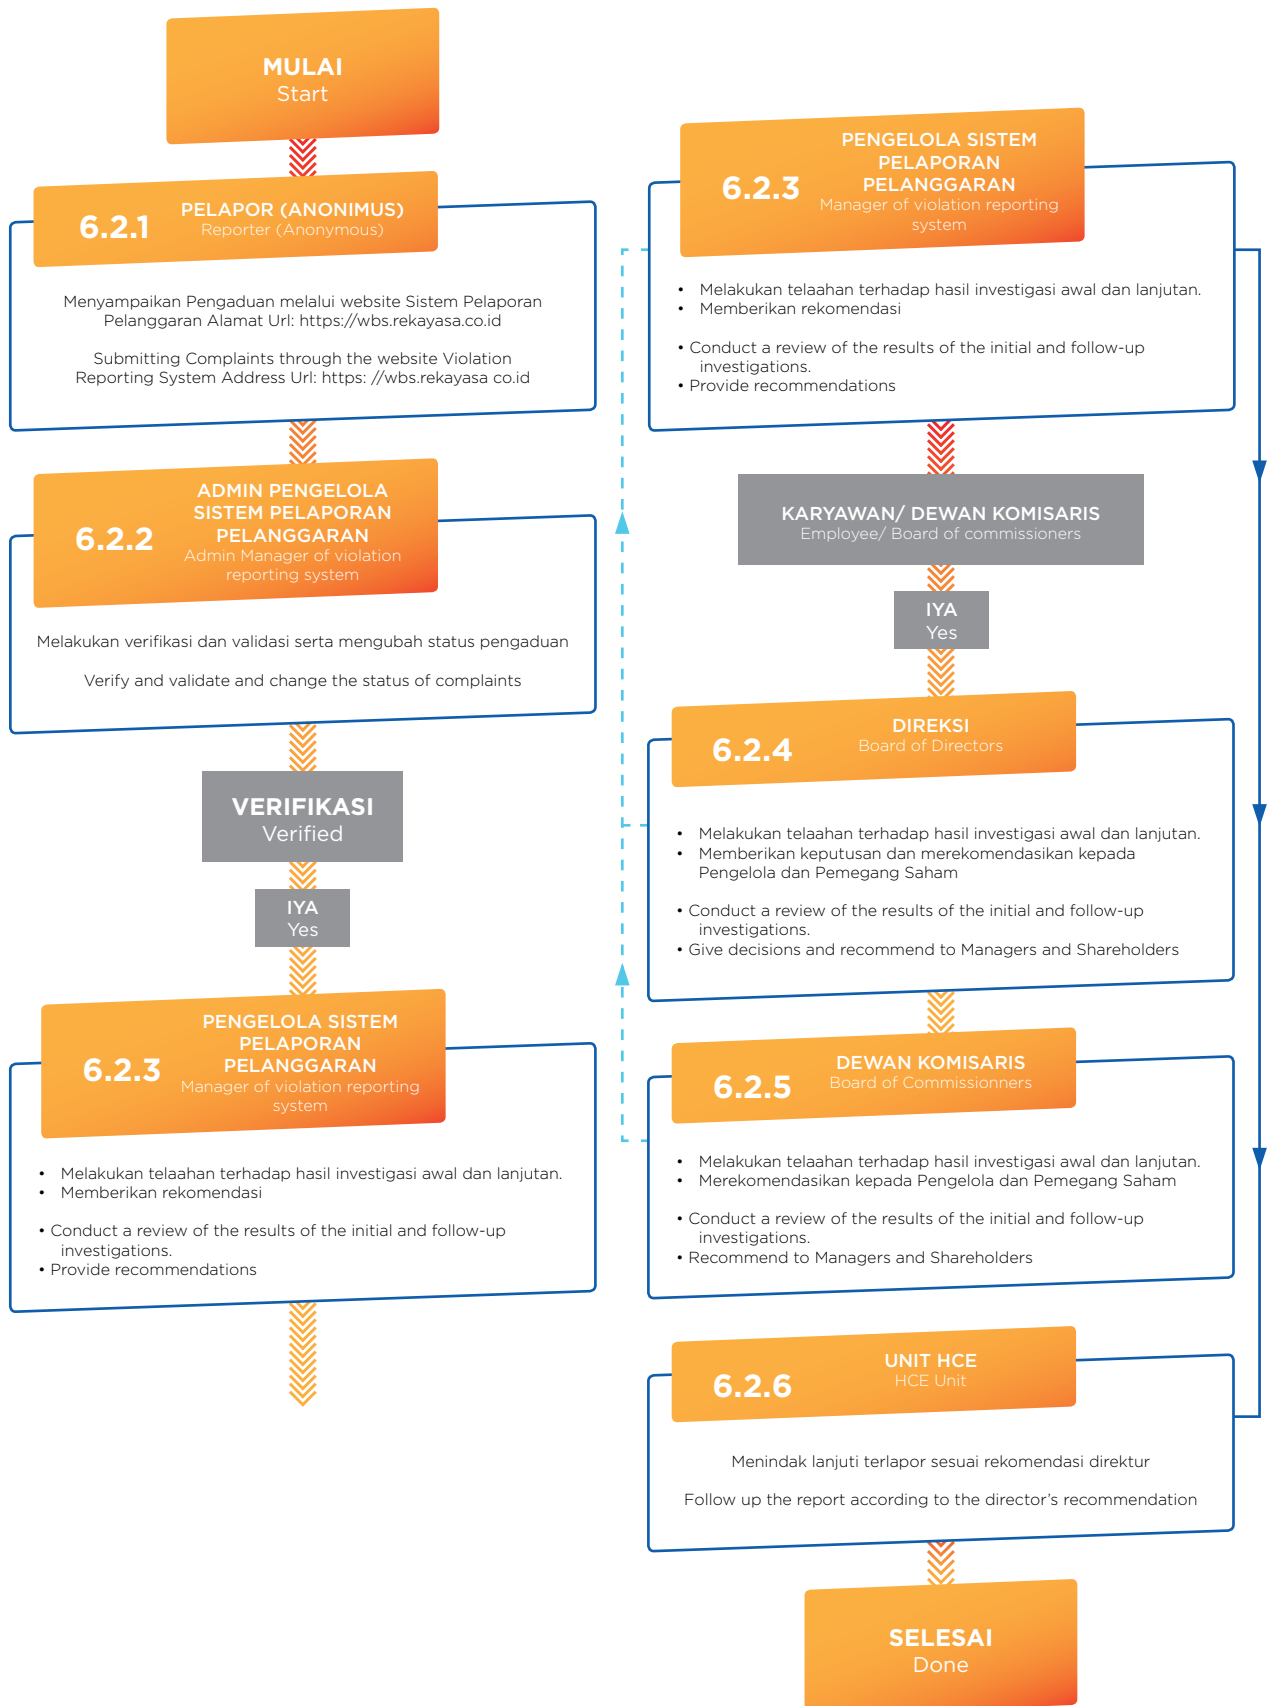 MULAI
Start
6.2.1
PELAPOR (ANONIMUS)
Reporter (Anonymous)
Menyampaikan Pengaduan melalui website Sistem Pelaporan
Pelanggaran Alamat Url: https://wbs.rekayasa.co.id
Submitting Complaints through the website Violation
Reporting System Address Url: https: //wbs.rekayasa co.id
6.2.2
ADMIN PENGELOLA
SISTEM PELAPORAN
PELANGGARAN
Admin Manager of violation
reporting system
Melakukan verifikasi dan validasi serta mengubah status pengaduan
Verify and validate and change the status of complaints
VERIFIKASI
Verified
IYA
Yes
6.2.3
PENGELOLA SISTEM
PELAPORAN
PELANGGARAN
Manager of violation reporting
system
• Melakukan telaahan terhadap hasil investigasi awal dan lanjutan.
• Memberikan rekomendasi
• Conduct a review of the results of the initial and follow-up
investigations.
• Provide recommendations
6.2.3
PENGELOLA SISTEM
PELAPORAN
PELANGGARAN
Manager of violation reporting
system
• Melakukan telaahan terhadap hasil investigasi awal dan lanjutan.
• Memberikan rekomendasi
• Conduct a review of the results of the initial and follow-up
investigations.
• Provide recommendations
KARYAWAN/ DEWAN KOMISARIS
Employee/ Board of commissioners
IYA
Yes
6.2.4
DIREKSI
Board of Directors
• Melakukan telaahan terhadap hasil investigasi awal dan lanjutan.
• Memberikan keputusan dan merekomendasikan kepada
Pengelola dan Pemegang Saham
• Conduct a review of the results of the initial and follow-up
investigations.
• Give decisions and recommend to Managers and Shareholders
6.2.5
DEWAN KOMISARIS
Board of Commissionners
• Melakukan telaahan terhadap hasil investigasi awal dan lanjutan.
• Merekomendasikan kepada Pengelola dan Pemegang Saham
• Conduct a review of the results of the initial and follow-up
investigations.
• Recommend to Managers and Shareholders
6.2.6
UNIT HCE
HCE Unit
Menindak lanjuti terlapor sesuai rekomendasi direktur
Follow up the report according to the director's recommendation
SELESAI
Done